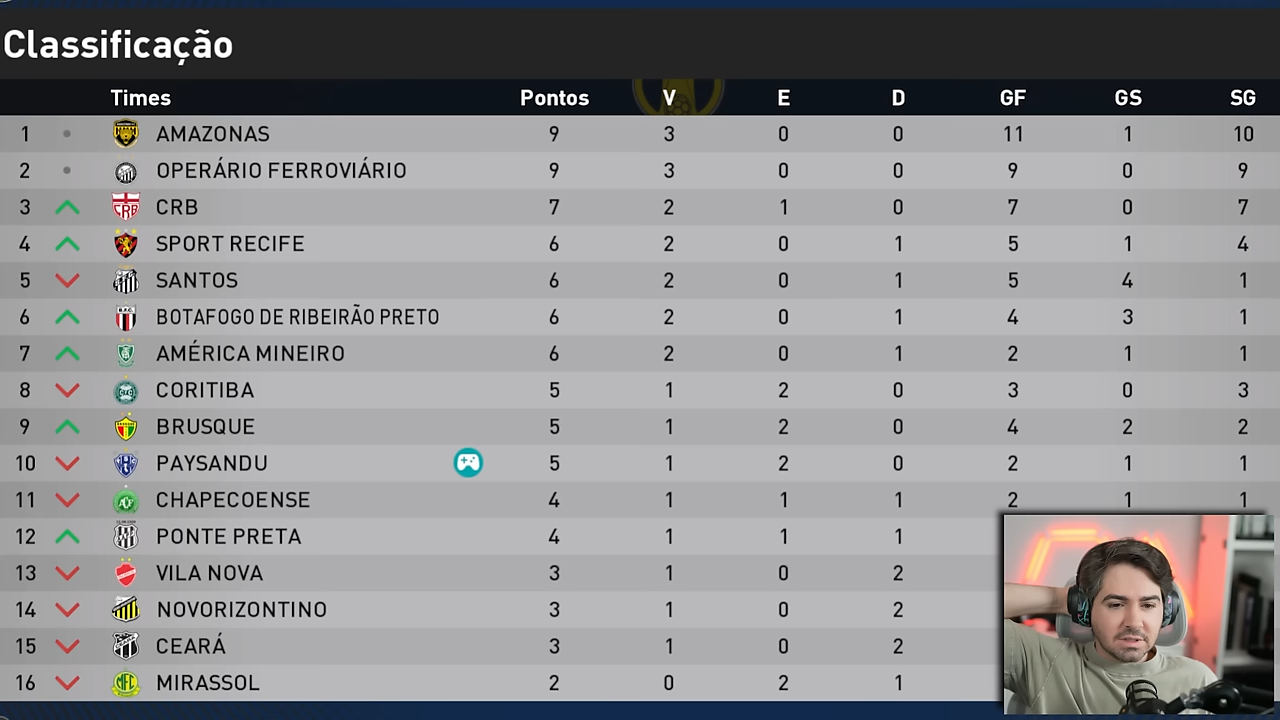 Classificação
Times Pontos V E D GF GS SG
1 AMAZONAS 9 3 0 0 11 1 10
2 OPERÁRIO FERROVIÁRIO 9 3 0 0 9 0 9
3 CRB 7 2 1 0 7 0 7
4 SPORT RECIFE 6 2 0 1 5 1 4
5 SANTOS 6 2 0 1 5 4 1
6 BOTAFOGO DE RIBEIRÃO PRETO 6 2 0 1 4 3 1
7 AMÉRICA MINEIRO 6 2 0 1 2 1 1
8 CORITIBA 5 1 2 0 3 0 3
9 BRUSQUE 5 1 2 0 4 2 2
10 PAYSANDU 5 1 2 0 2 1 1
11 CHAPECOENSE 4 1 1 1 2 1 1
12 PONTE PRETA 4 1 1 1
13 VILA NOVA 3 1 0 2
14 NOVORIZONTINO 3 1 0 2
15 CEARÁ 3 1 0 2
16 MIRASSOL 2 0 2 1